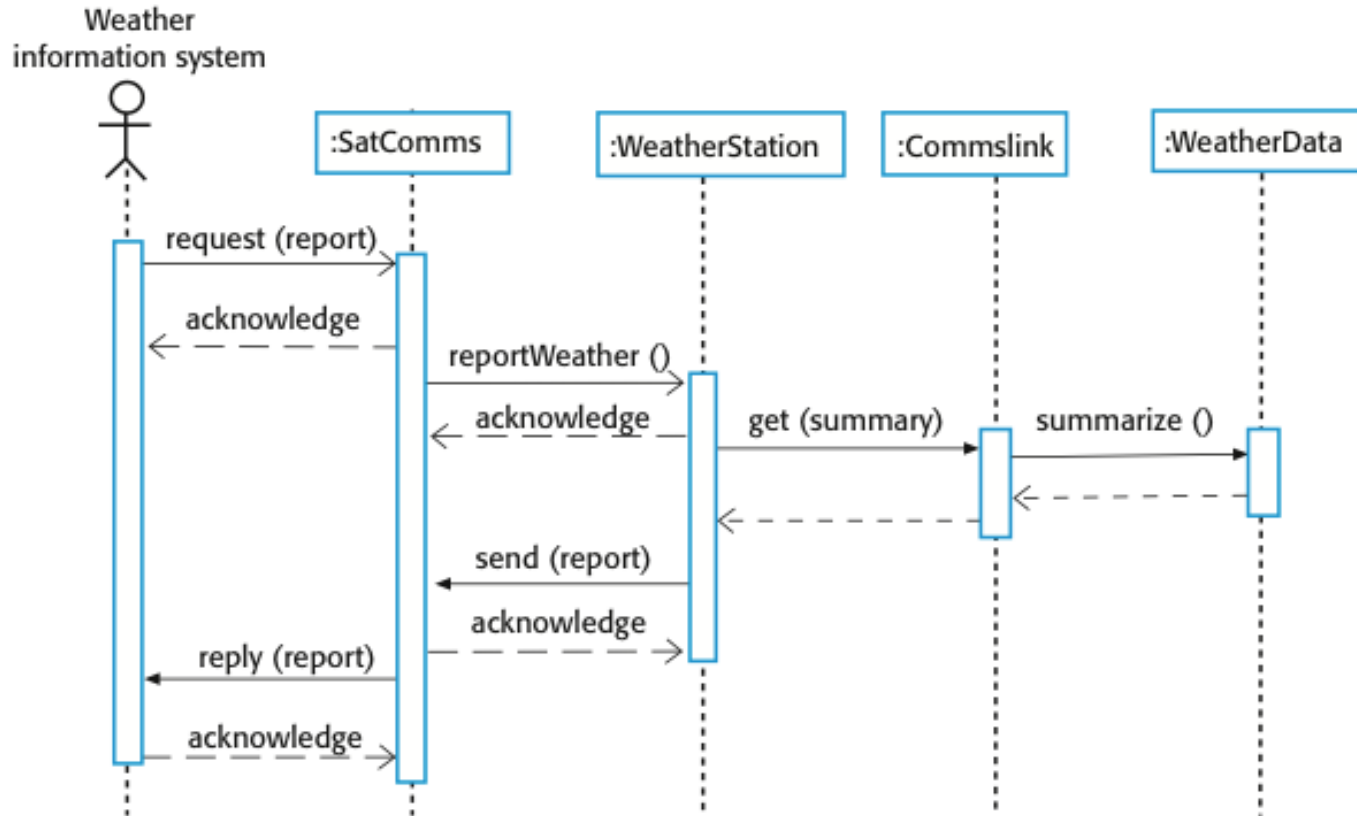 Weather
information system
:SatComms
:WeatherStation
:Commslink
:WeatherData
request (report)
acknowledge
reportWeather ()
acknowledge
get (summary)
summarize ()
send (report)
acknowledge
reply (report)
acknowledge